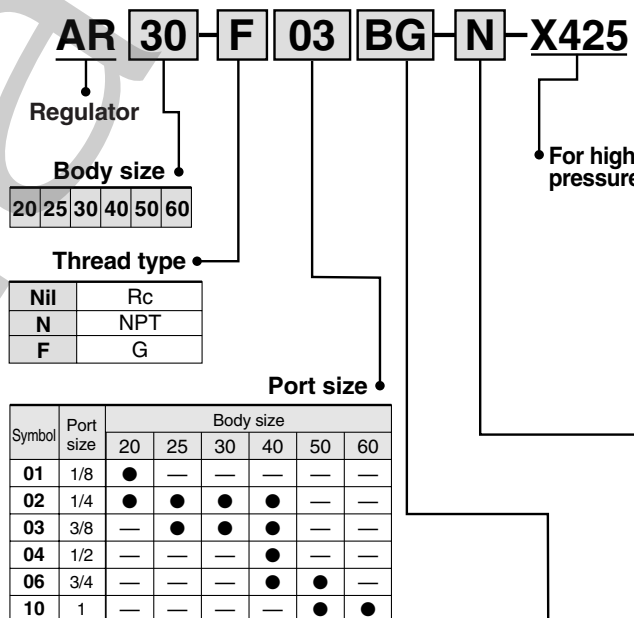 AR 30-F 03 BG-N-X425
Regulator
For high
pressure
Body size
20 25 30 40 50 60
Thread type
Nil Rc
N NPT
F G
Port size
Symbol Port size Body size
20 25 30 40 50 60
01 1/8 ● — — — — —
02 1/4 ● ● ● ● — —
03 3/8 — ● ● ● — —
04 1/2 — — — ● — —
06 3/4 — — — ● ● —
10 1 — — — — ● ●